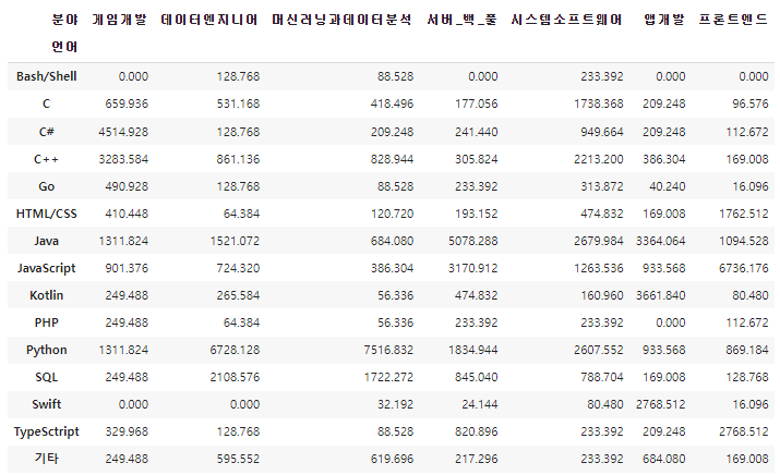 분야 게임개발 데이터엔지니어 머신러닝과데이터분석 서버_백_풀 시스템소프트웨어 앱개발 프론트엔드
언어
Bash/Shell 0.000 128.768 88.528 0.000 233.392 0.000 0.000
C 659.936 531.168 418.496 177.056 1738.368 209.248 96.576
C# 4514.928 128.768 209.248 241.440 949.664 209.248 112.672
C++ 3283.584 861.136 828.944 305.824 2213.200 386.304 169.008
Go 490.928 128.768 88.528 233.392 313.872 40.240 16.096
HTML/CSS 410.448 64.384 120.720 193.152 474.832 169.008 1762.512
Java 1311.824 1521.072 684.080 5078.288 2679.984 3364.064 1094.528
JavaScript 901.376 724.320 386.304 3170.912 1263.536 933.568 6736.176
Kotlin 249.488 265.584 56.336 474.832 160.960 3661.840 80.480
PHP 249.488 64.384 56.336 233.392 233.392 0.000 112.672
Python 1311.824 6728.128 7516.832 1834.944 2607.552 933.568 869.184
SQL 249.488 2108.576 1722.272 845.040 788.704 169.008 128.768
Swift 0.000 0.000 32.192 24.144 80.480 2768.512 16.096
TypeSctript 329.968 128.768 88.528 820.896 233.392 209.248 2768.512
기타 249.488 595.552 619.696 217.296 233.392 684.080 169.008